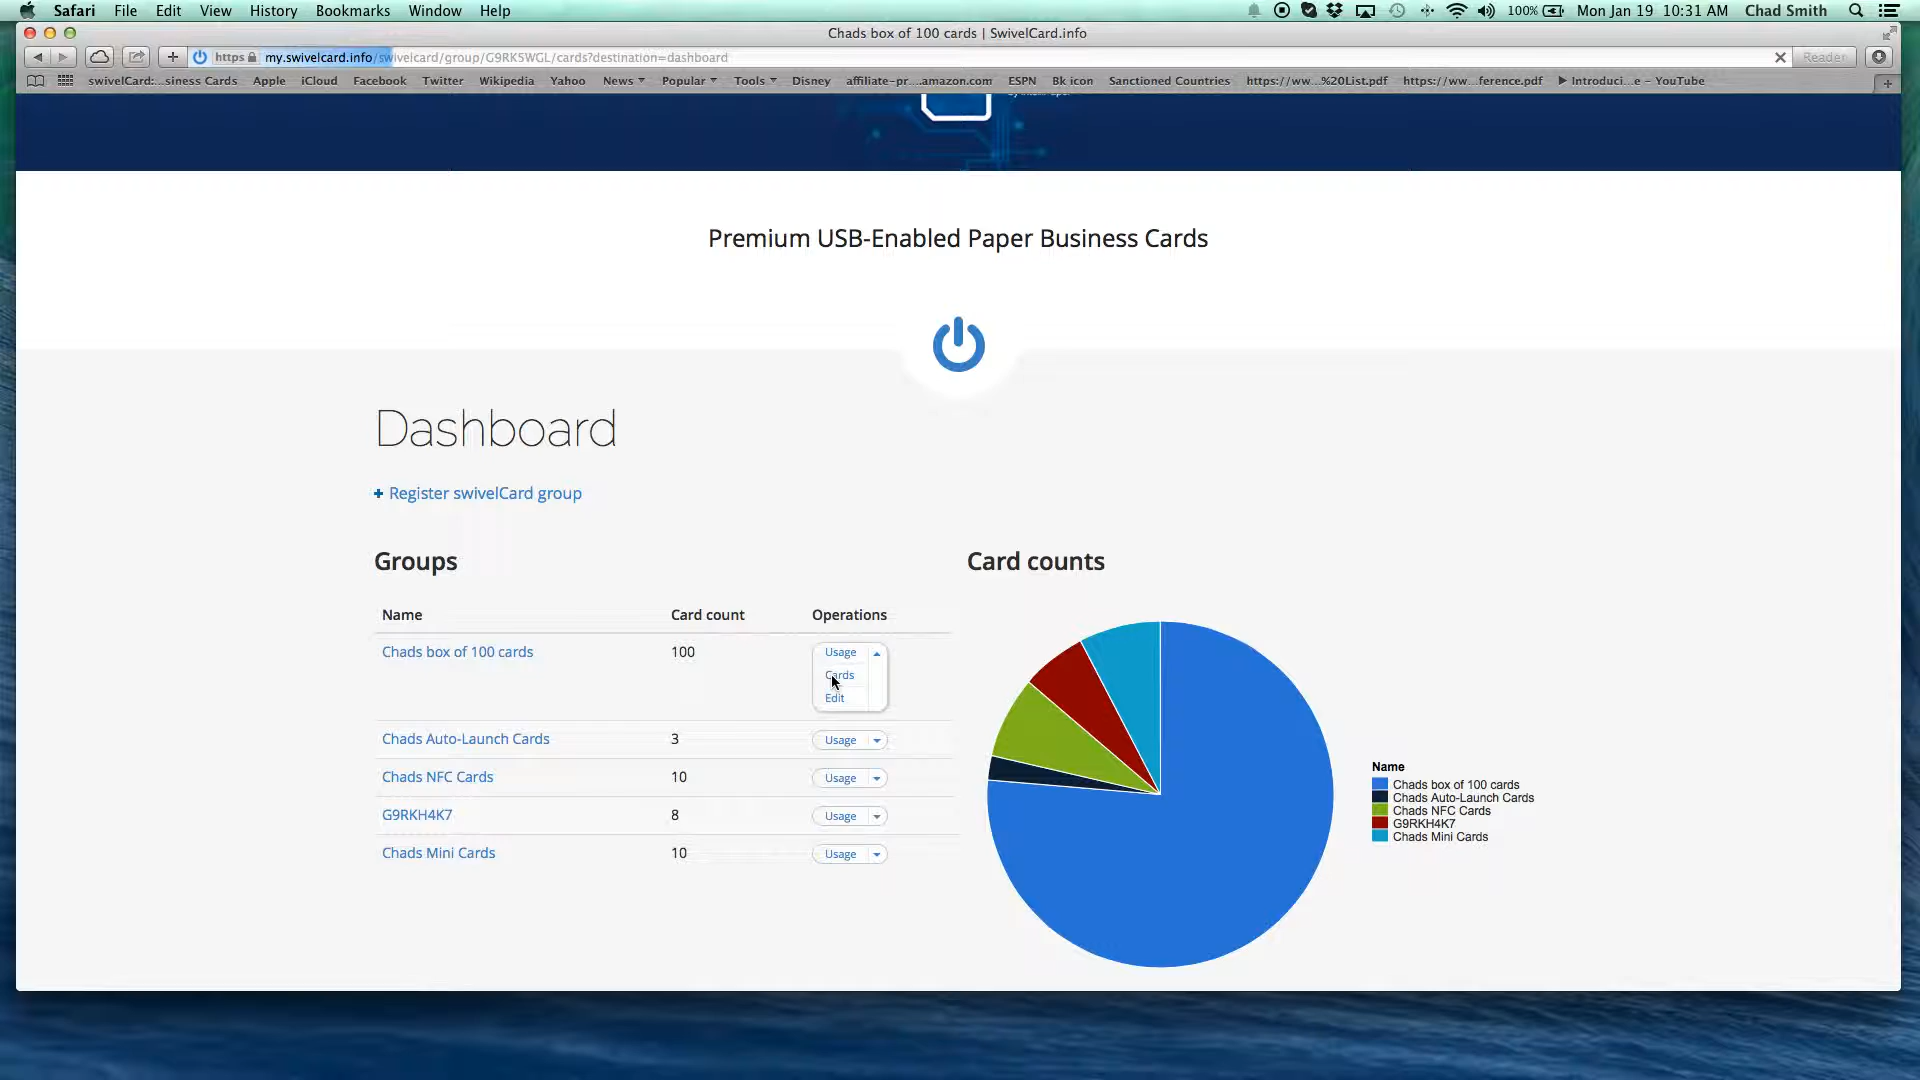 Safari File Edit View History Bookmarks Window Help 100% Mon Jan 19 10:31 AM Chad Smith
Chads box of 100 cards | SwivelCard.info
https my.swivelcard.info/swivelcard/group/G9RKSWGL/cards?destination=dashboard Reader
swivelCard:...siness Cards Apple iCloud Facebook Twitter Wikipedia Yahoo News Popular Tools Disney affiliate-pr...amazon.com ESPN Bk icon Sanctioned Countries https://ww...%20List.pdf https://ww...ference.pdf Introduci...e – YouTube
Premium USB-Enabled Paper Business Cards
Dashboard
+ Register swivelCard group
Groups
Name Card count Operations
Chads box of 100 cards 100 Usage
Cards
Edit
Chads Auto-Launch Cards 3 Usage
Chads NFC Cards 10 Usage
G9RKH4K7 8 Usage
Chads Mini Cards 10 Usage
Card counts
Name
Chads box of 100 cards
Chads Auto-Launch Cards
Chads NFC Cards
G9RKH4K7
Chads Mini Cards